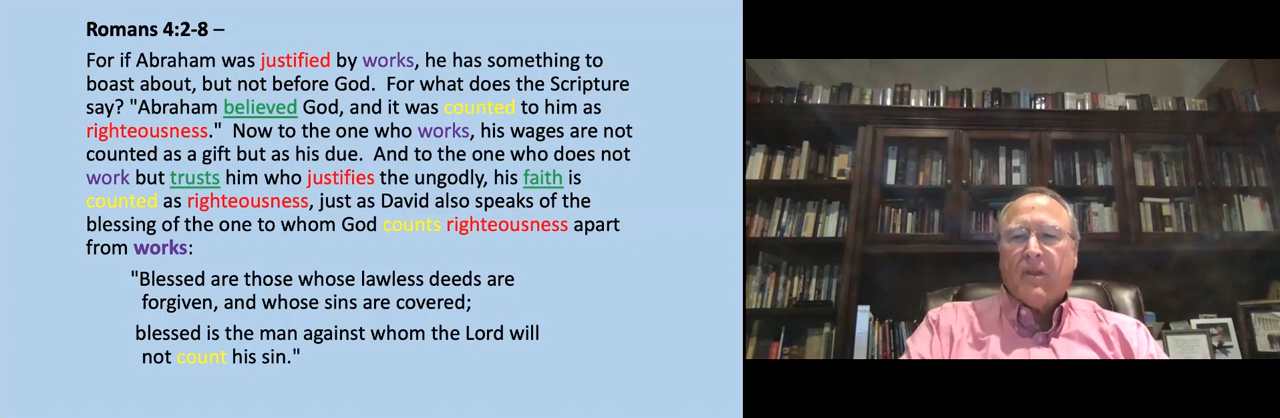 Romans 4:2-8 –
For if Abraham was justified by works, he has something to
boast about, but not before God.  For what does the Scripture
say? "Abraham believed God, and it was counted to him as
righteousness."  Now to the one who works, his wages are not
counted as a gift but as his due.  And to the one who does not
work but trusts him who justifies the ungodly, his faith is
counted as righteousness, just as David also speaks of the
blessing of the one to whom God counts righteousness apart
from works:
"Blessed are those whose lawless deeds are
forgiven, and whose sins are covered;
blessed is the man against whom the Lord will
not count his sin."